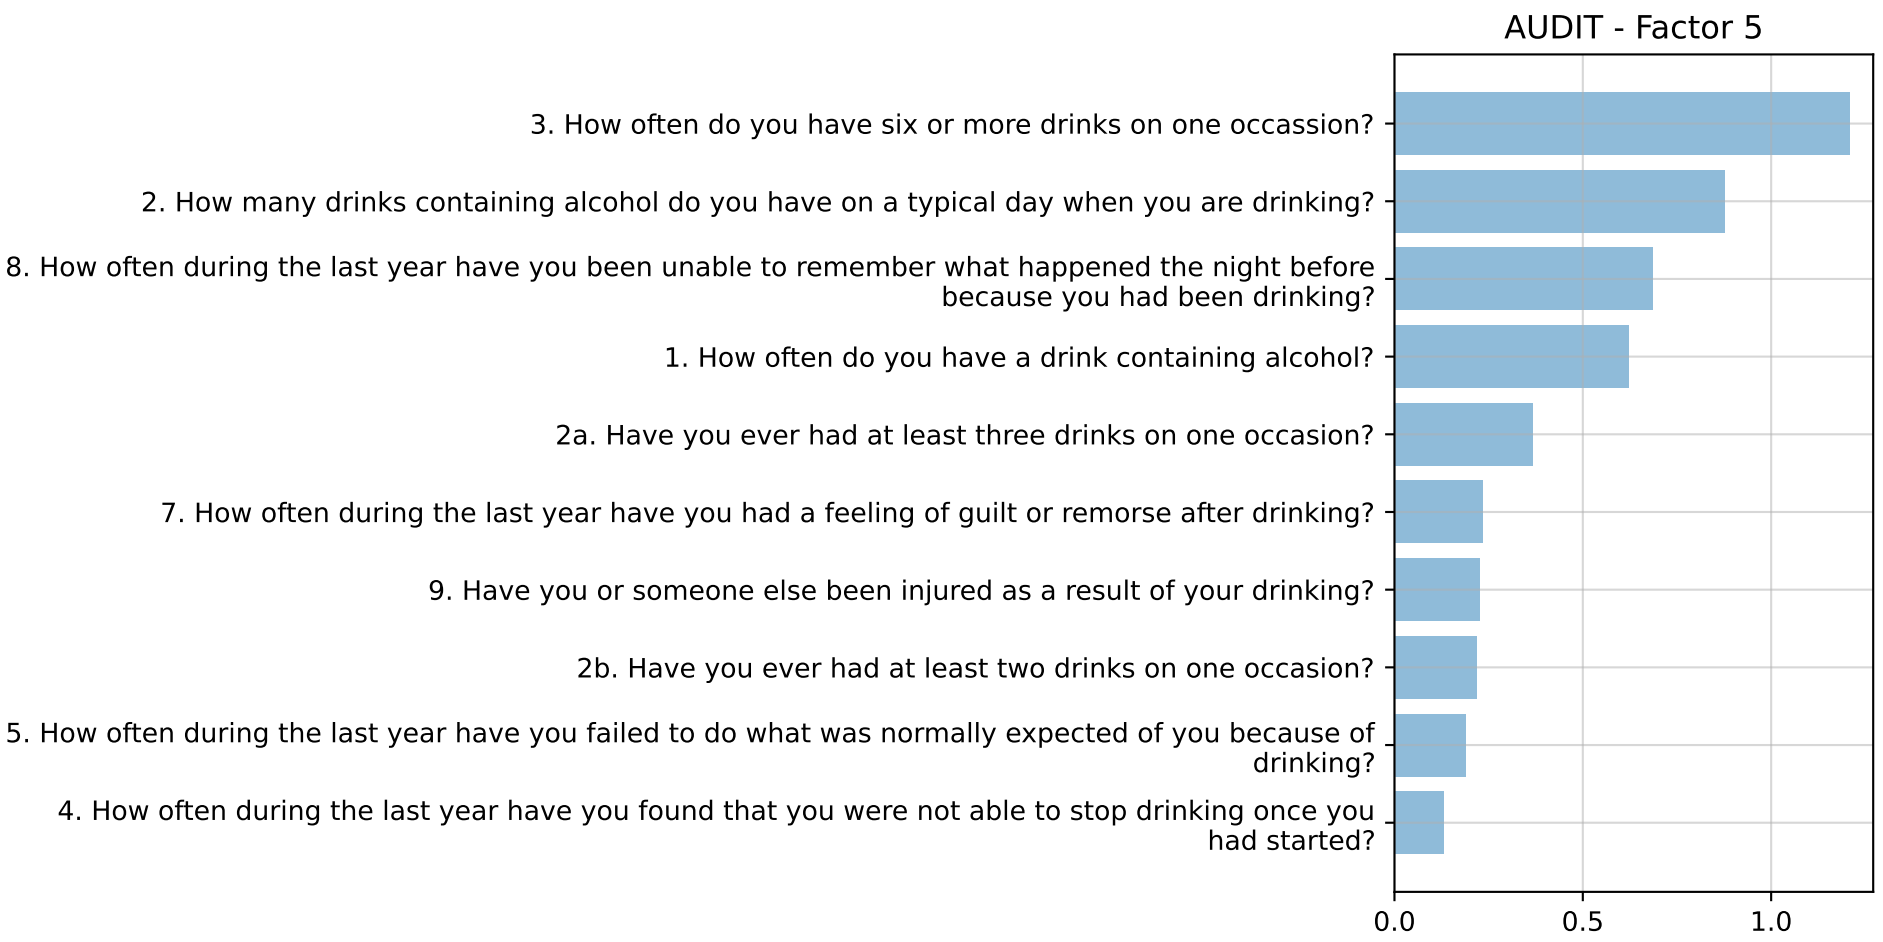 AUDIT - Factor 5
3. How often do you have six or more drinks on one occassion?
2. How many drinks containing alcohol do you have on a typical day when you are drinking?
8. How often during the last year have you been unable to remember what happened the night before
because you had been drinking?
1. How often do you have a drink containing alcohol?
2a. Have you ever had at least three drinks on one occasion?
7. How often during the last year have you had a feeling of guilt or remorse after drinking?
9. Have you or someone else been injured as a result of your drinking?
2b. Have you ever had at least two drinks on one occasion?
5. How often during the last year have you failed to do what was normally expected of you because of
drinking?
4. How often during the last year have you found that you were not able to stop drinking once you
had started?
0.0 0.5 1.0